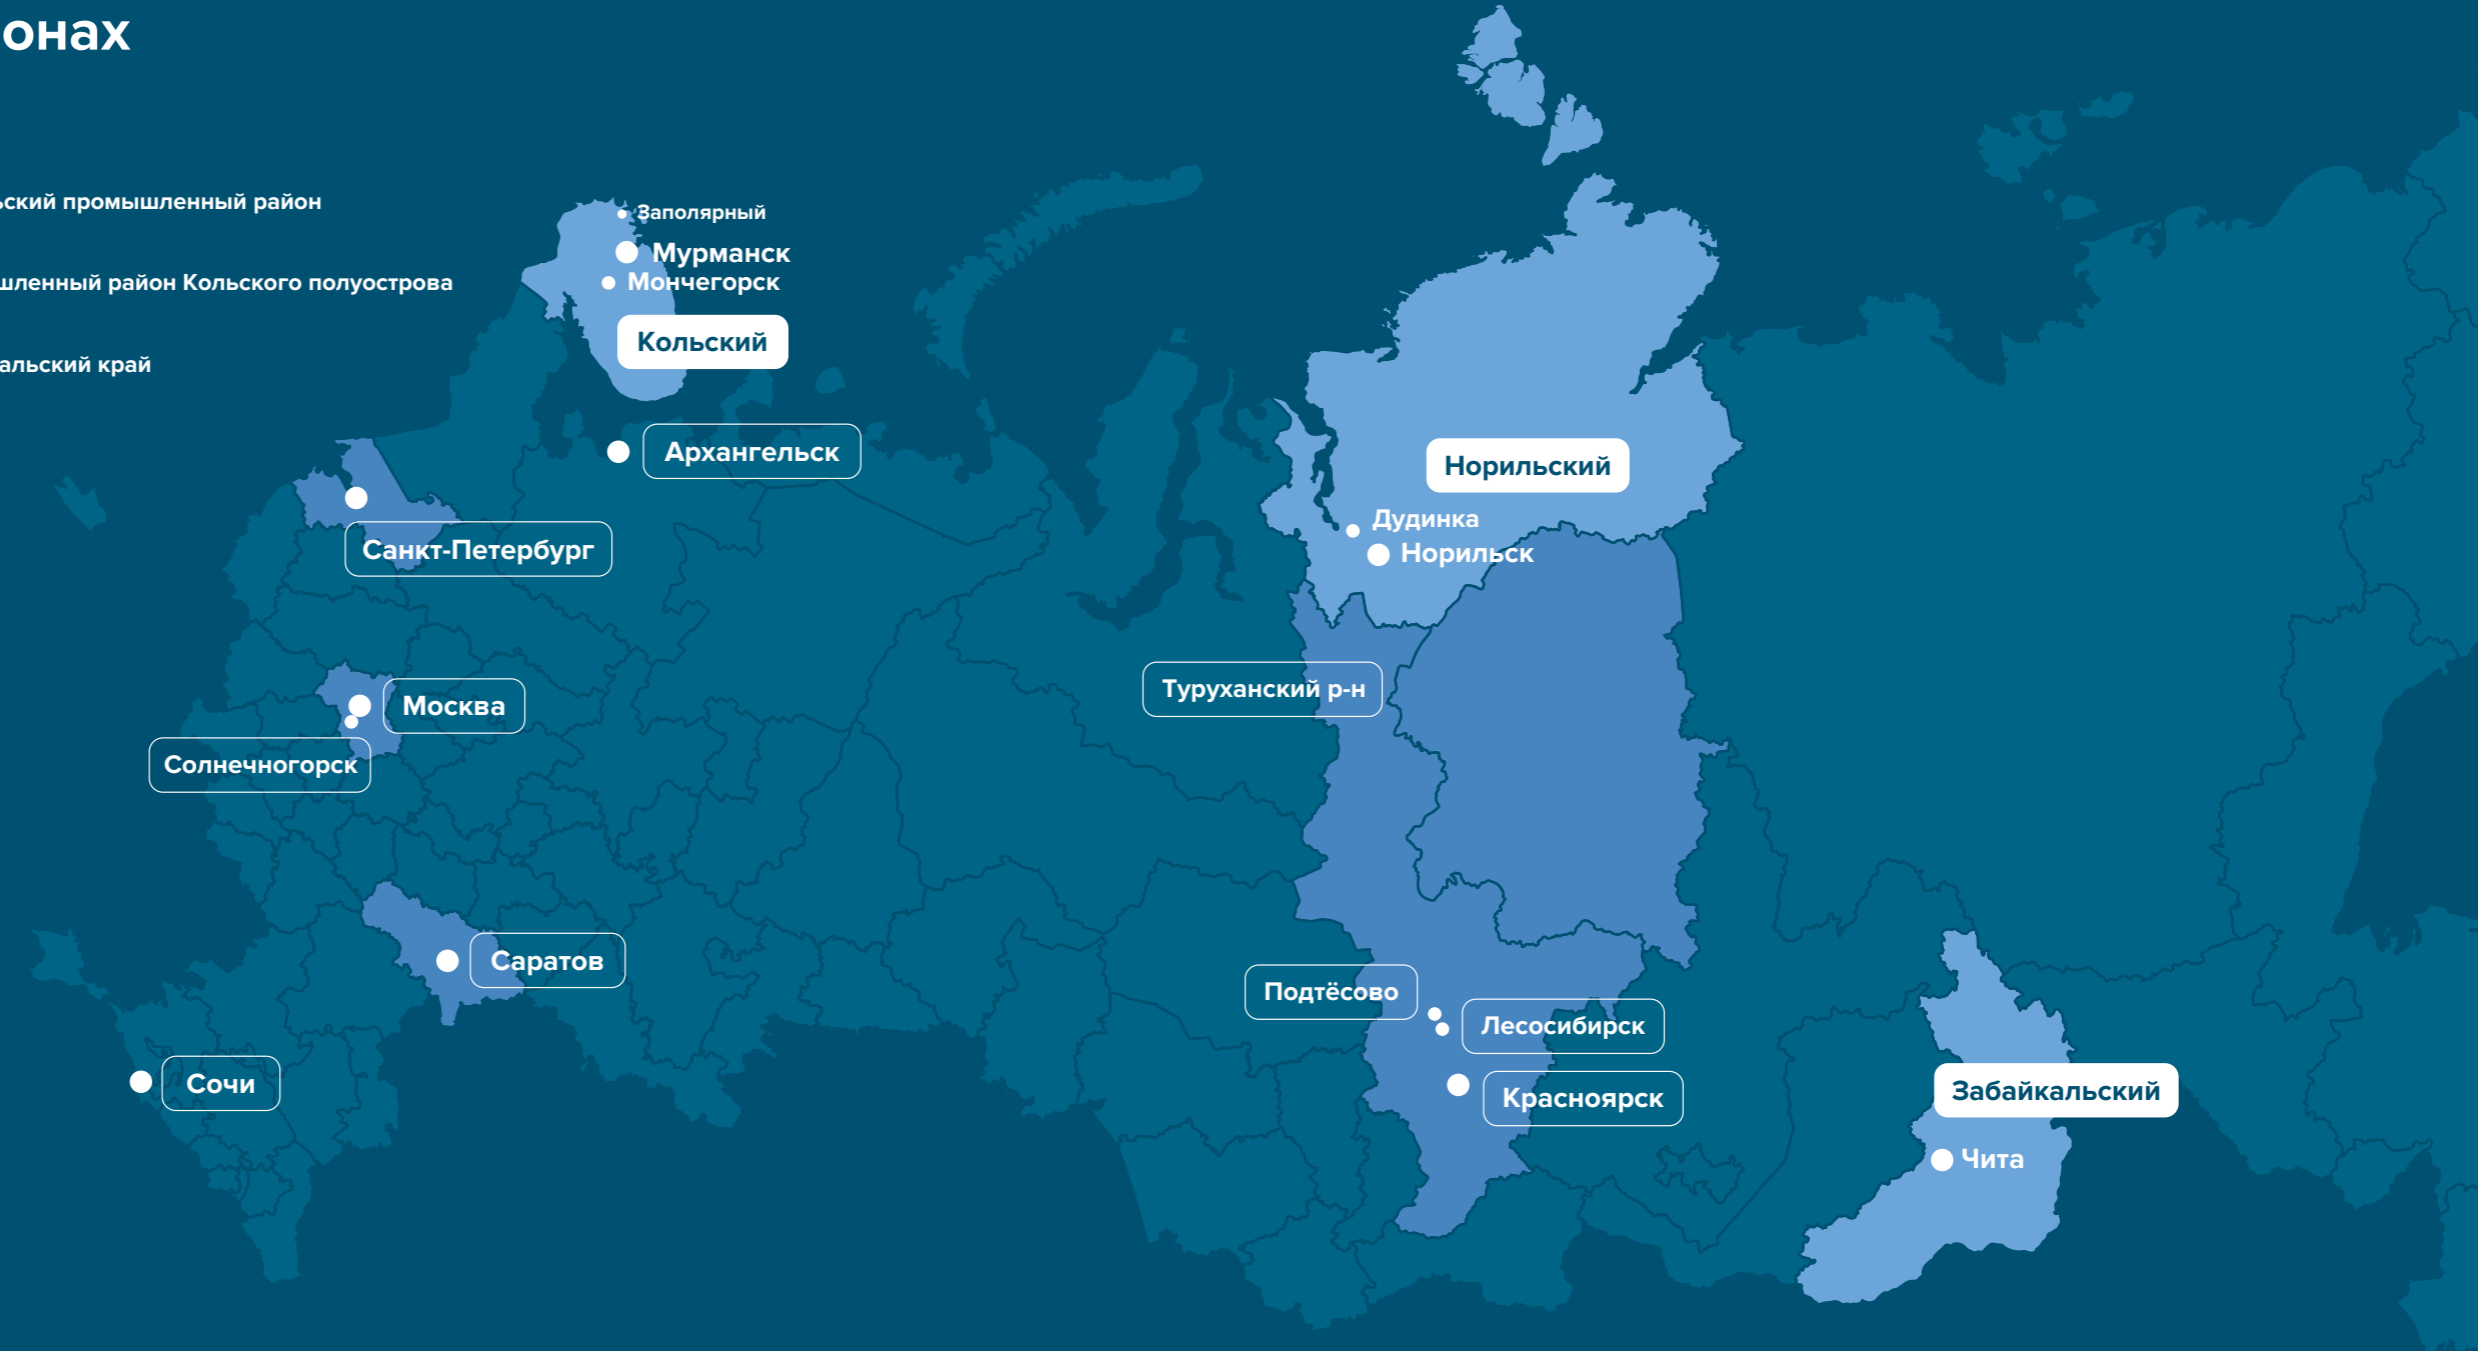 онах
ьский промышленный район
шленный район Кольского полуострова
альский край
Заполярный
Мурманск
Мончегорск
Кольский
Архангельск
Санкт-Петербург
Москва
Солнечногорск
Саратов
Сочи
Норильский
Дудинка
Норильск
Туруханский р-н
Подтёсово
Лесосибирск
Красноярск
Забайкальский
Чита